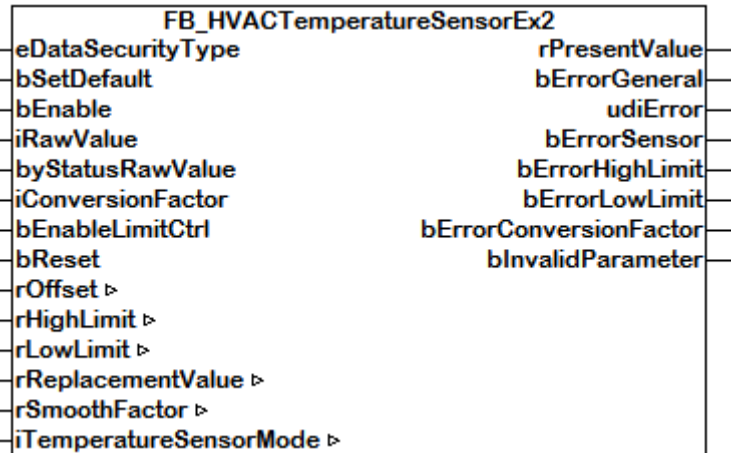 FB_HVACTemperatureSensorEx2
eDataSecurityType rPresentValue
bSetDefault bErrorGeneral
bEnable udiError
iRawValue bErrorSensor
byStatusRawValue bErrorHighLimit
iConversionFactor bErrorLowLimit
bEnableLimitCtrl bErrorConversionFactor
bReset bInvalidParameter
rOffset ▷
rHighLimit ▷
rLowLimit ▷
rReplacementValue ▷
rSmoothFactor ▷
iTemperatureSensorMode ▷